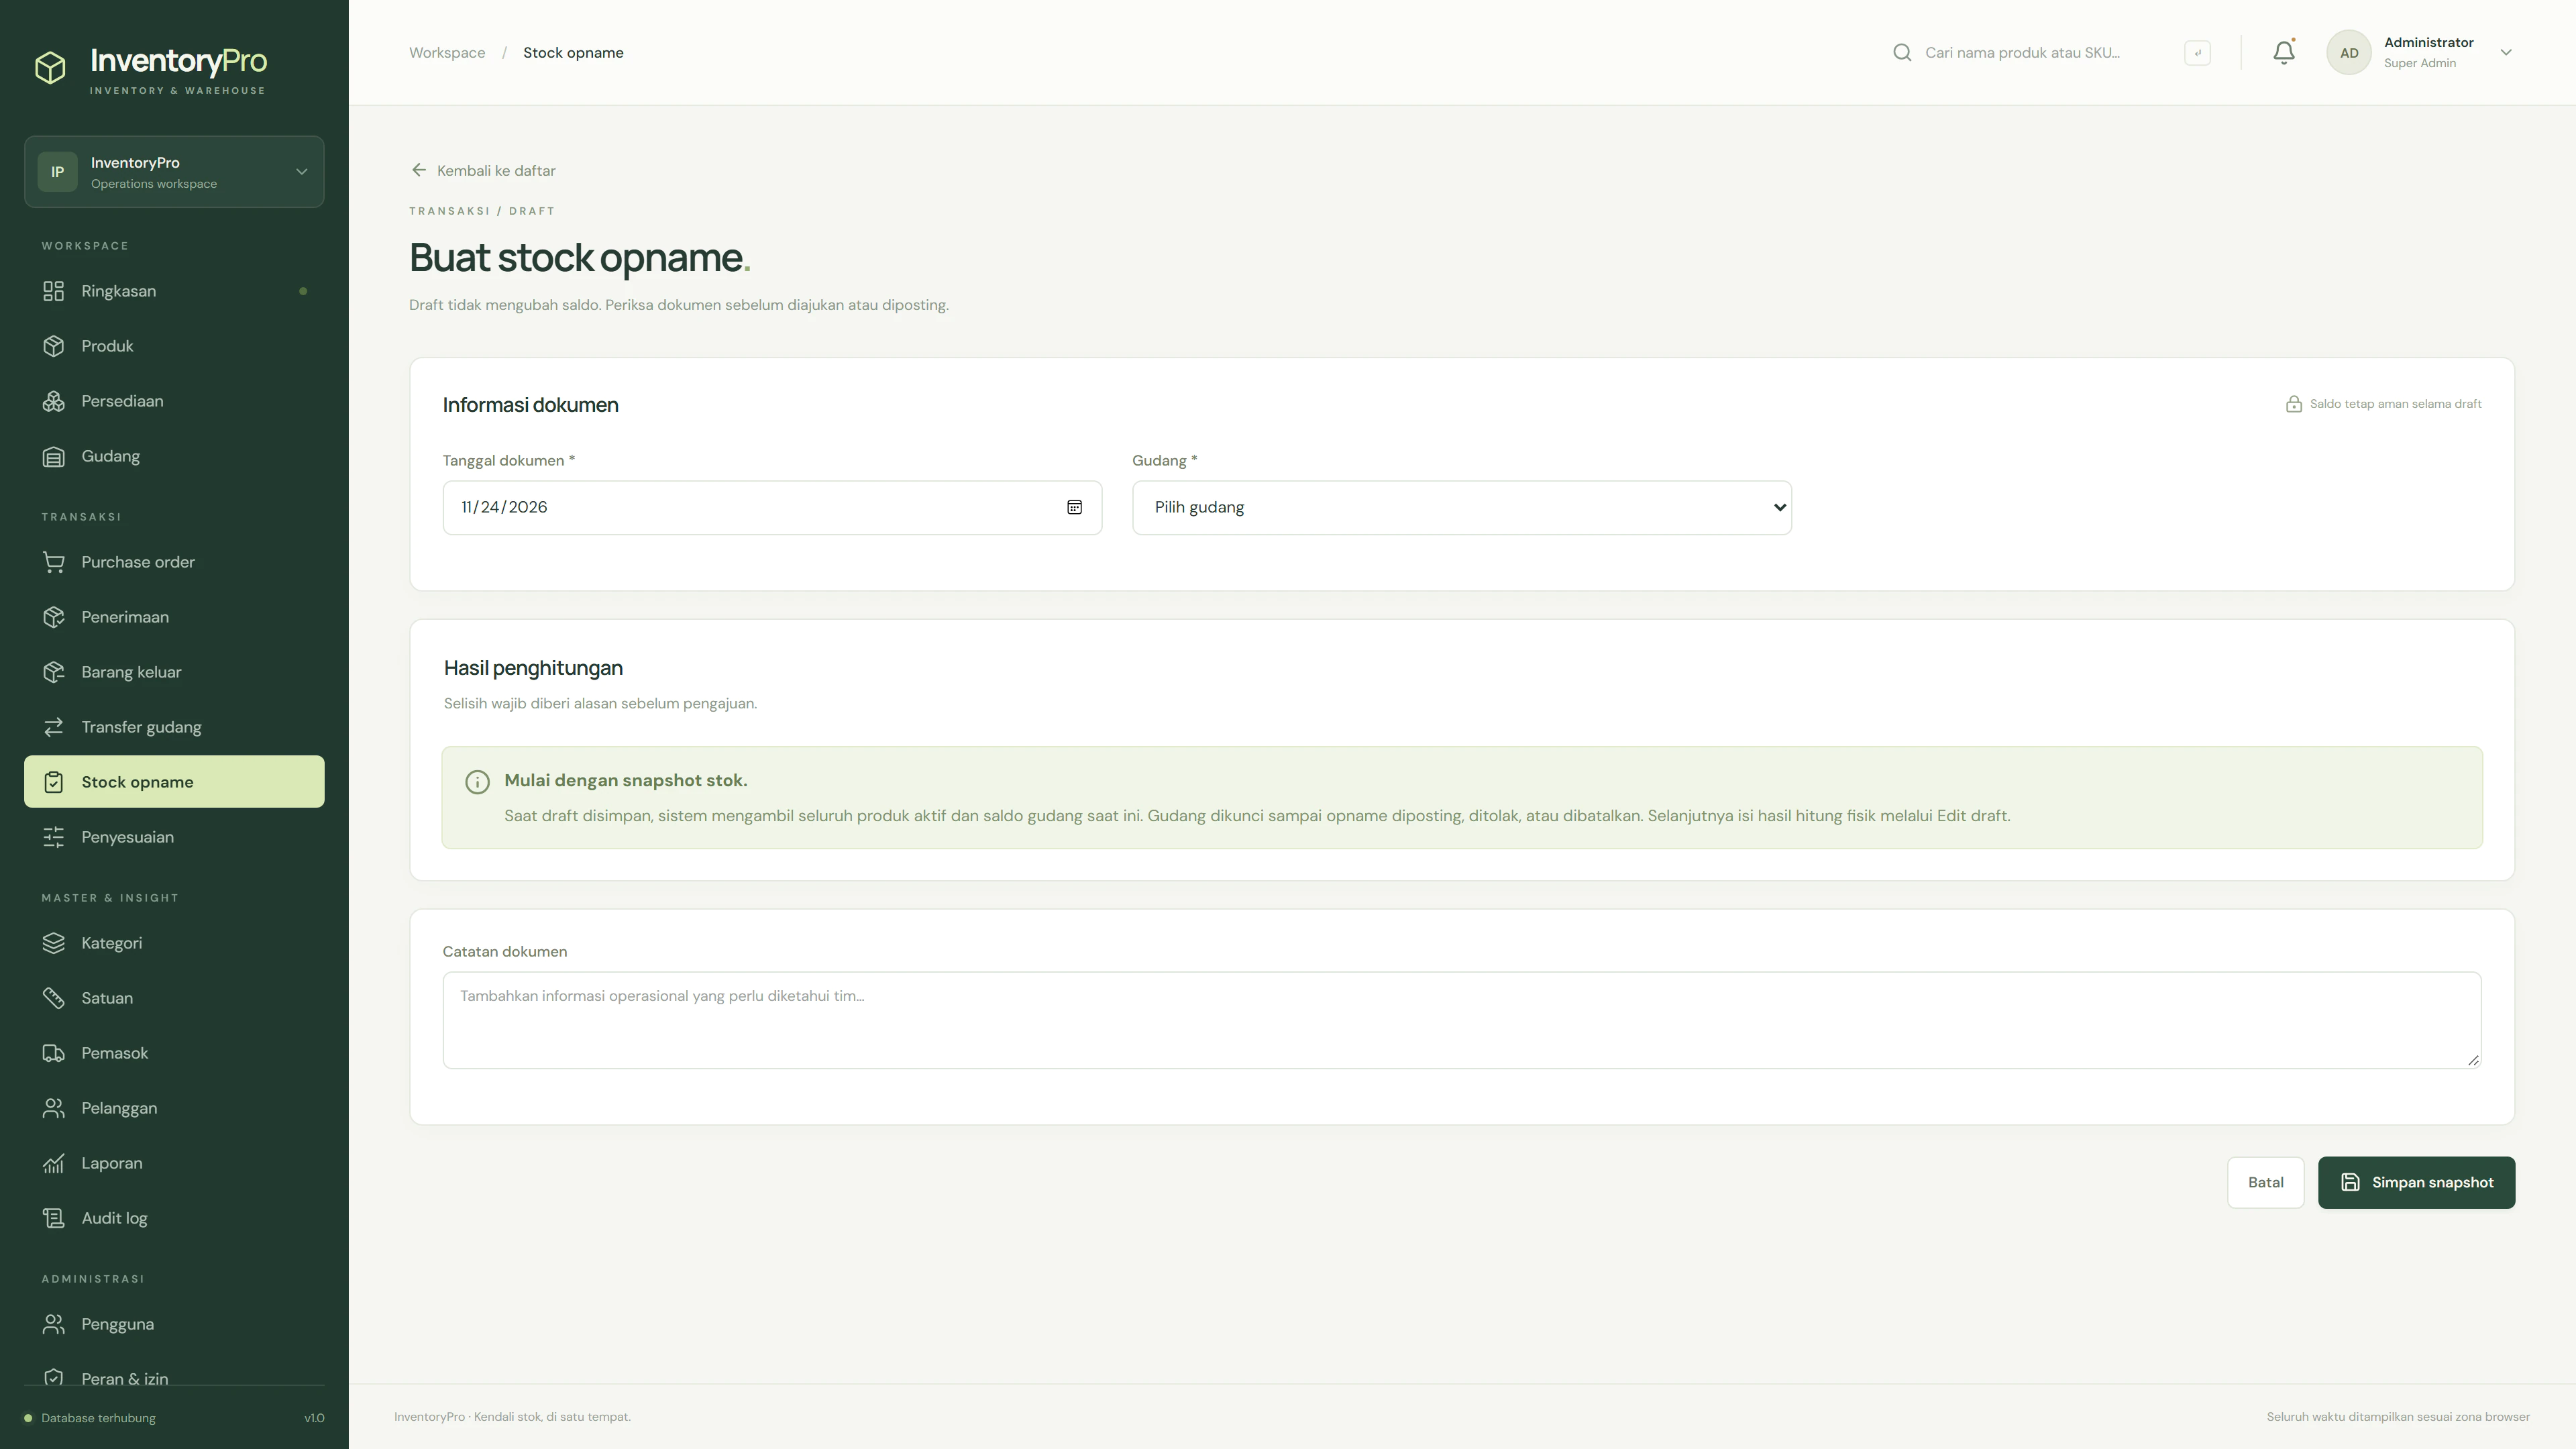 InventoryPro
INVENTORY & WAREHOUSE
IP
InventoryPro
Operations workspace
WORKSPACE
Ringkasan
Produk
Persediaan
Gudang
TRANSAKSI
Purchase order
Penerimaan
Barang keluar
Transfer gudang
Stock opname
Penyesuaian
MASTER & INSIGHT
Kategori
Satuan
Pemasok
Pelanggan
Laporan
Audit log
ADMINISTRASI
Pengguna
Peran & izin
Database terhubung
v1.0
Workspace / Stock opname
Cari nama produk atau SKU...
AD
Administrator
Super Admin
Kembali ke daftar
TRANSAKSI / DRAFT
Buat stock opname.
Draft tidak mengubah saldo. Periksa dokumen sebelum diajukan atau diposting.
Informasi dokumen
Saldo tetap aman selama draft
Tanggal dokumen *
11/24/2026
Gudang *
Pilih gudang
Hasil penghitungan
Selisih wajib diberi alasan sebelum pengajuan.
Mulai dengan snapshot stok.
Saat draft disimpan, sistem mengambil seluruh produk aktif dan saldo gudang saat ini. Gudang dikunci sampai opname diposting, ditolak, atau dibatalkan. Selanjutnya isi hasil hitung fisik melalui Edit draft.
Catatan dokumen
Tambahkan informasi operasional yang perlu diketahui tim...
Batal
Simpan snapshot
InventoryPro · Kendali stok, di satu tempat.
Seluruh waktu ditampilkan sesuai zona browser